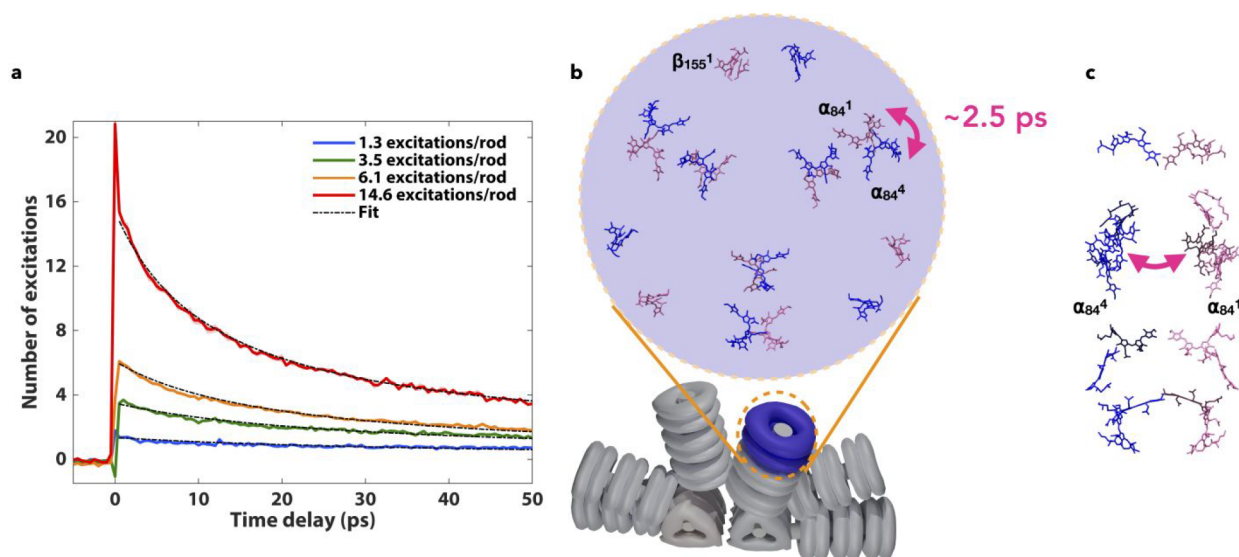 a
20
16
12
8
4
0
Number of excitations
0
10
20
30
40
50
Time delay (ps)
1.3 excitations/rod
3.5 excitations/rod
6.1 excitations/rod
14.6 excitations/rod
Fit
b
β₁₅₅¹
α₈₄¹
~2.5 ps
α₈₄⁴
c
α₈₄⁴
α₈₄¹